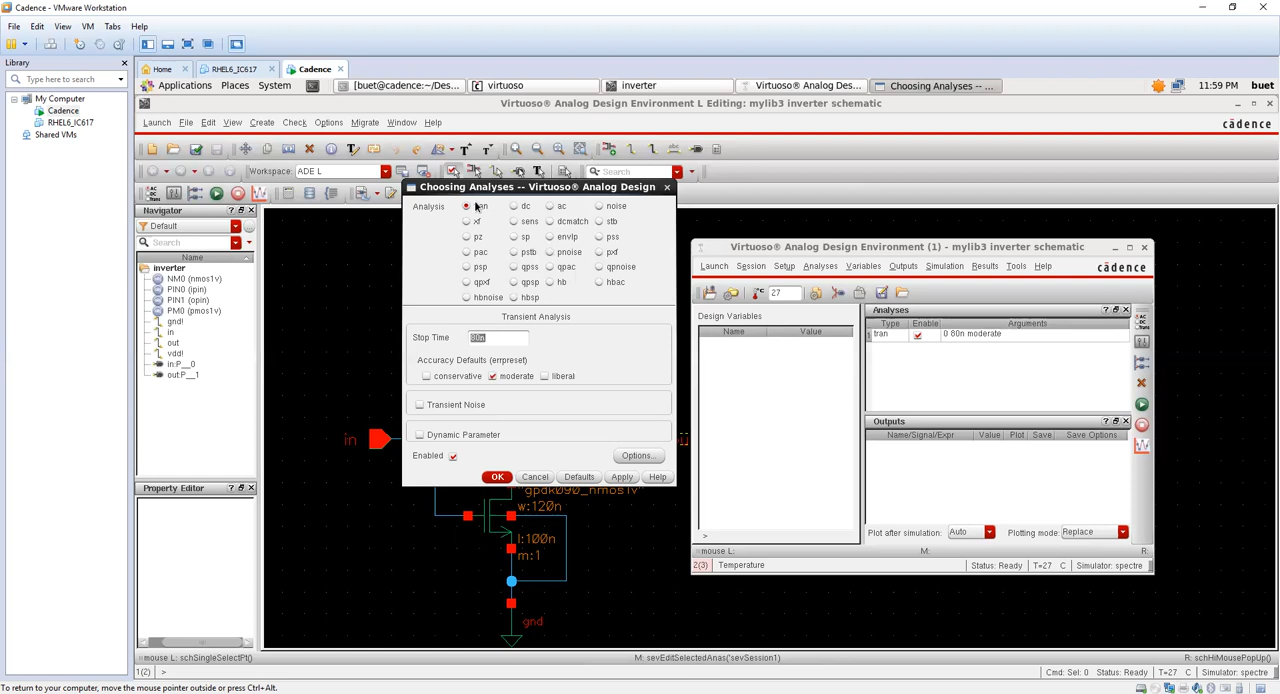 Cadence - VMware Workstation
File Edit View VM Tabs Help
Library
Type here to search
My Computer
Cadence
RHEL6_IC617
Shared VMs
Home RHEL6_IC617 Cadence
Applications Places System [buet@cadence:~/Des... virtuoso inverter Virtuoso® Analog Des... Choosing Analyses -- ... 11:59 PM buet
Virtuoso® Analog Design Environment L Editing: mylib3 inverter schematic
Launch File Edit View Create Check Options Migrate Window Help cādence
Workspace: ADE L Search
Navigator
Default
Search
Name
inverter
NM0 (nmos1v)
PIN0 (ipin)
PIN1 (opin)
PM0 (pmos1v)
gnd!
in
out
vdd!
in:P__0
out:P__1
Property Editor
Choosing Analyses -- Virtuoso® Analog Design
Analysis dc ac noise
xf sens dcmatch stb
pz sp envlp pss
pac pstb pnoise pxf
psp qpss qpac qpnoise
qpxf qpsp hb hbac
hbnoise hbsp
Transient Analysis
Stop Time 80n
Accuracy Defaults (errpreset)
conservative moderate liberal
Transient Noise
Dynamic Parameter
Enabled Options...
OK Cancel Defaults Apply Help
in
"gpdk090_nmos1v"
w:120n
l:100n
m:1
gnd
Virtuoso® Analog Design Environment (1) - mylib3 inverter schematic
Launch Session Setup Analyses Variables Outputs Simulation Results Tools Help cādence
27
Design Variables
Name Value
>
Analyses
Type Enable Arguments
1 tran 0 80n moderate
Outputs
Name/Signal/Expr Value Plot Save Save Options
Plot after simulation: Auto Plotting mode: Replace
AC
DC
Trans
mouse L: M: R:
2(3) Temperature Status: Ready T=27 C Simulator: spectre
mouse L: schSingleSelectPt() M: sevEditSelectedAnas('sevSession1) R: schHiMousePopUp()
1(2) > Cmd: Sel: 0 Status: Ready T=27 C Simulator: spectre
To return to your computer, move the mouse pointer outside or press Ctrl+Alt.